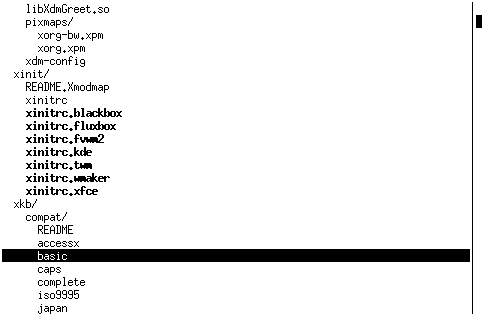 libXdmGreet.so
pixmaps/
xorg-bw.xpm
xorg.xpm
xdm-config
xinit/
README.Xmodmap
xinitrc
xinitrc.blackbox
xinitrc.fluxbox
xinitrc.fvwm2
xinitrc.kde
xinitrc.twm
xinitrc.wmaker
xinitrc.xfce
xkb/
compat/
README
accessx
basic
caps
complete
iso9995
japan